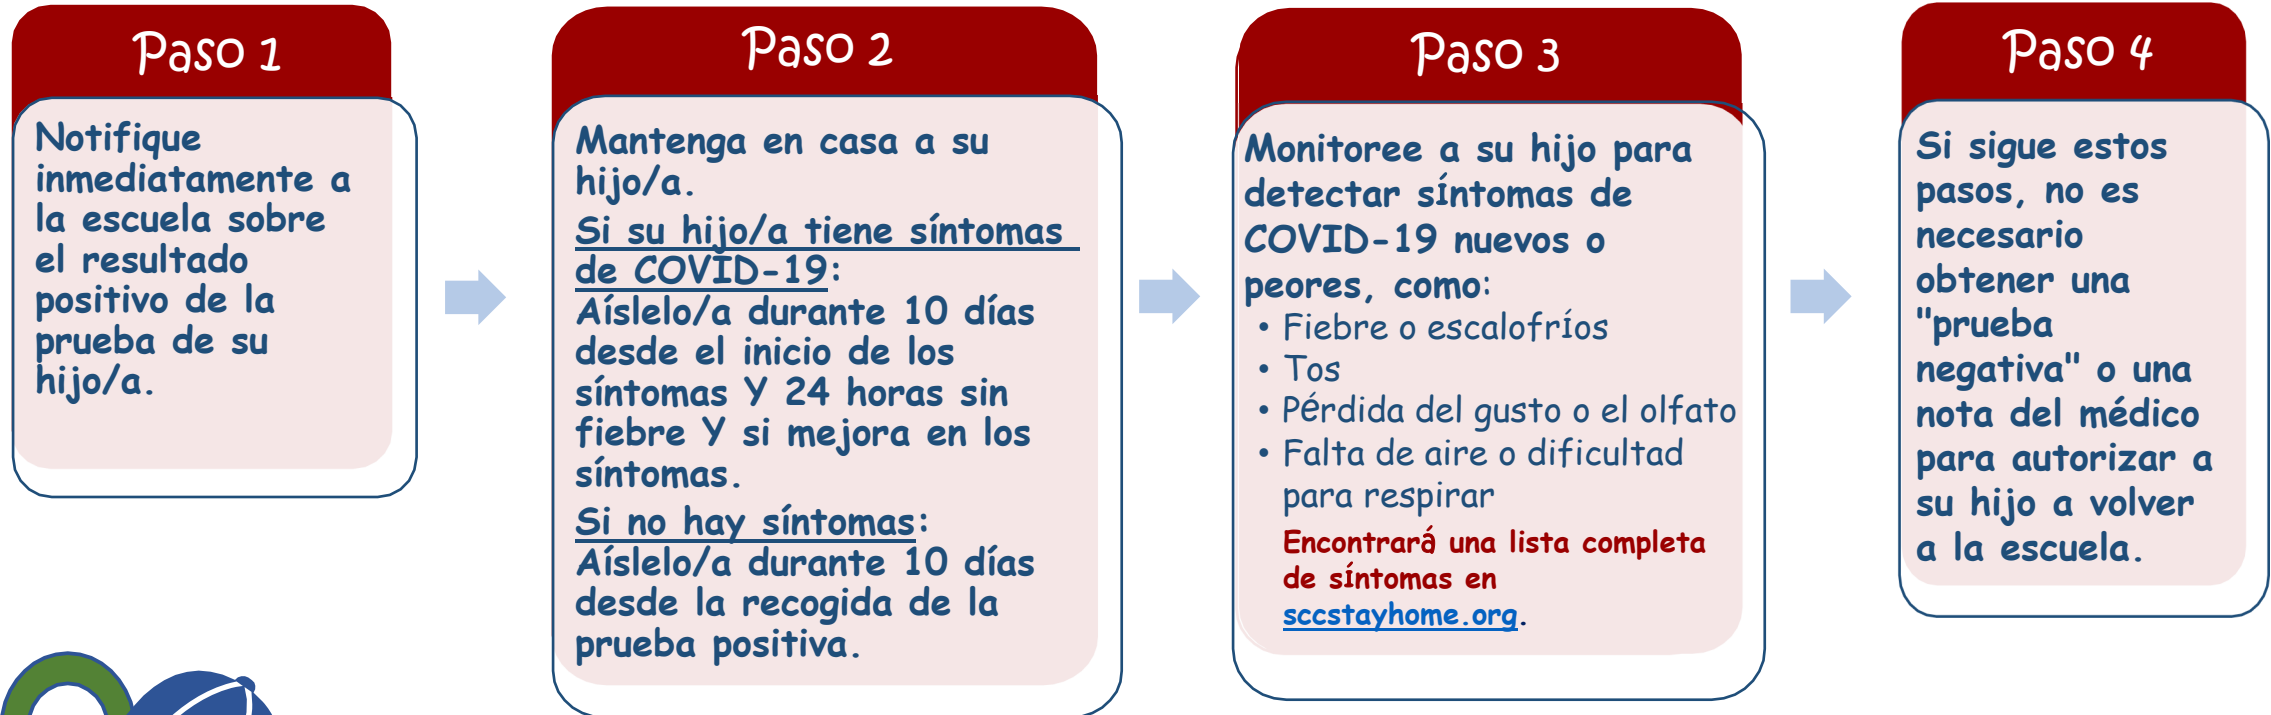 Paso 1
Notifique
inmediatamente a
la escuela sobre
el resultado
positivo de la
prueba de su
hijo/a.
Paso 2
Mantenga en casa a su
hijo/a.
Si su hijo/a tiene síntomas
de COVID-19:
Aíslelo/a durante 10 días
desde el inicio de los
síntomas Y 24 horas sin
fiebre Y si mejora en los
síntomas.
Si no hay síntomas:
Aíslelo/a durante 10 días
desde la recogida de la
prueba positiva.
Paso 3
Monitoree a su hijo para
detectar síntomas de
COVID-19 nuevos o
peores, como:
• Fiebre o escalofríos
• Tos
• Pérdida del gusto o el olfato
• Falta de aire o dificultad
para respirar
Encontrará una lista completa
de síntomas en
sccstayhome.org.
Paso 4
Si sigue estos
pasos, no es
necesario
obtener una
"prueba
negativa" o una
nota del médico
para autorizar a
su hijo a volver
a la escuela.